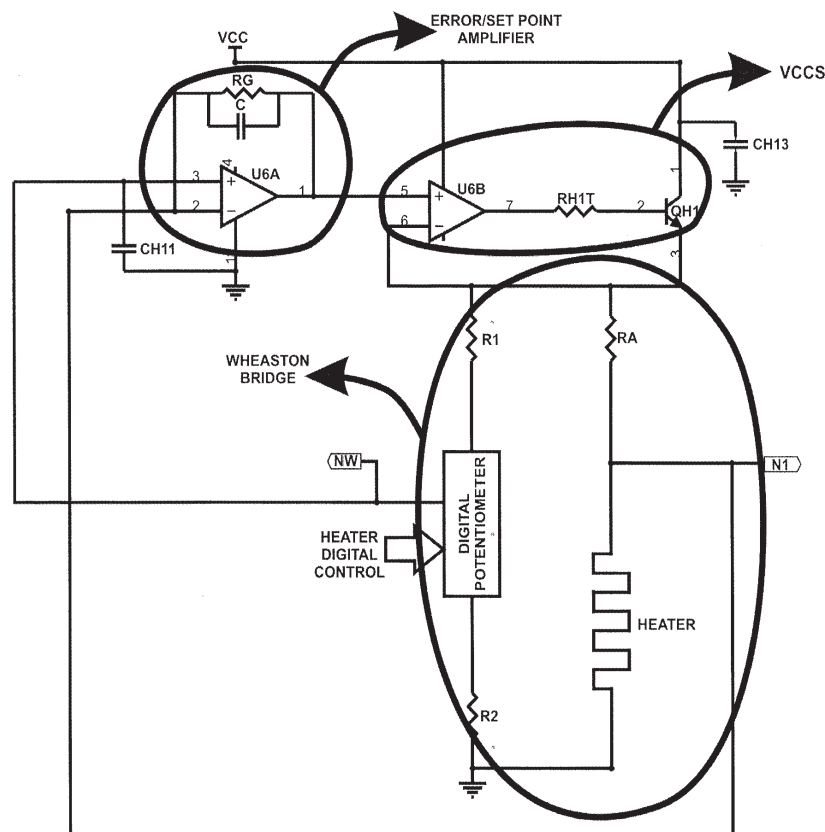 ERROR/SET POINT
AMPLIFIER
VCC
RG
C
VCCS
CH13
4
U6A
3
+
2
−
1
1
CH11
5
+
6
−
U6B
7
RH1T
2
QH1
1
3
R1
RA
WHEASTON
BRIDGE
NW
N1
DIGITAL
POTENTIOMETER
HEATER
DIGITAL
CONTROL
HEATER
R2